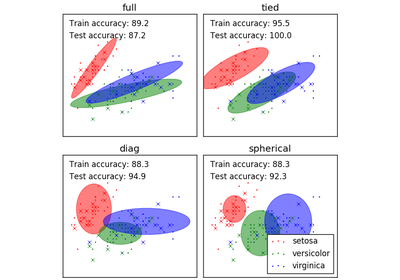 full
Train accuracy: 89.2
Test accuracy: 87.2
tied
Train accuracy: 95.5
Test accuracy: 100.0
diag
Train accuracy: 88.3
Test accuracy: 94.9
spherical
Train accuracy: 88.3
Test accuracy: 92.3
setosa
versicolor
virginica